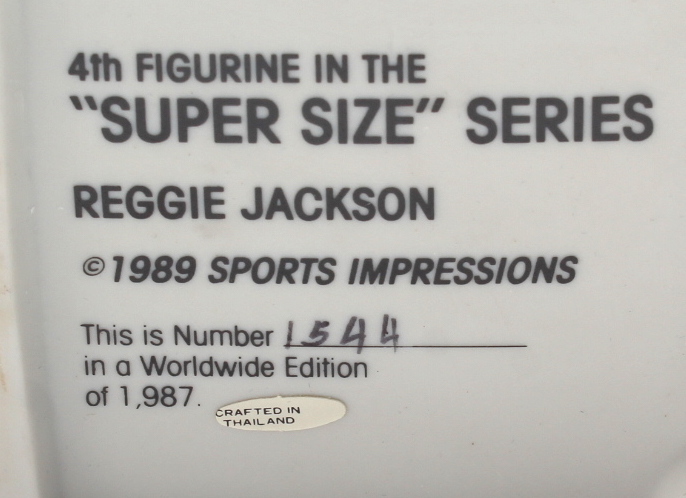 4th FIGURINE IN THE
"SUPER SIZE" SERIES
REGGIE JACKSON
©1989 SPORTS IMPRESSIONS
This is Number 1544
in a Worldwide Edition
of 1,987.
CRAFTED IN
THAILAND